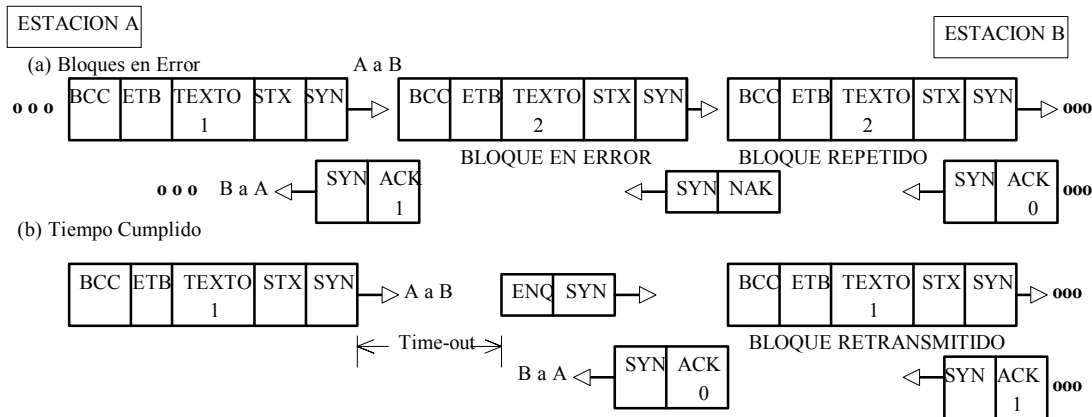 ESTACION A
ESTACION B
(a) Bloques en Error
A a B
o o o BCC ETB TEXTO 1 STX SYN
BCC ETB TEXTO 2 STX SYN
BCC ETB TEXTO 2 STX SYN ooo
BLOQUE EN ERROR
BLOQUE REPETIDO
o o o B a A SYN ACK 1
SYN NAK
SYN ACK 0 ooo
(b) Tiempo Cumplido
BCC ETB TEXTO 1 STX SYN A a B
ENQ SYN
BCC ETB TEXTO 1 STX SYN ooo
Time-out
BLOQUE RETRANSMITIDO
B a A SYN ACK 0
SYN ACK 1 ooo